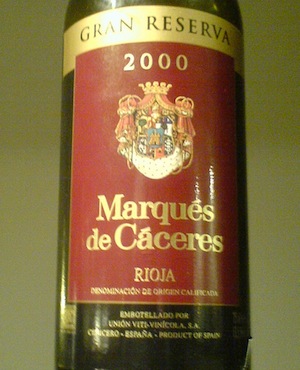 GRAN RESERVA
2000
Marqués
de Cáceres
RIOJA
DENOMINACIÓN DE ORIGEN CALIFICADA
EMBOTELLADO POR
UNIÓN VITI-VINÍCOLA, S.A.
CENICERO - ESPAÑA - PRODUCT OF SPAIN